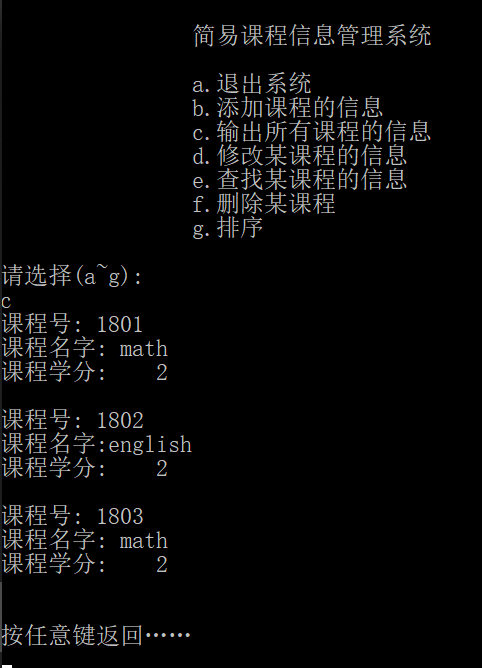 简易课程信息管理系统
a.退出系统
b.添加课程的信息
c.输出所有课程的信息
d.修改某课程的信息
e.查找某课程的信息
f.删除某课程
g.排序
请选择(a~g):
c
课程号: 1801
课程名字: math
课程学分:    2
课程号: 1802
课程名字:english
课程学分:    2
课程号: 1803
课程名字: math
课程学分:    2
按任意键返回……